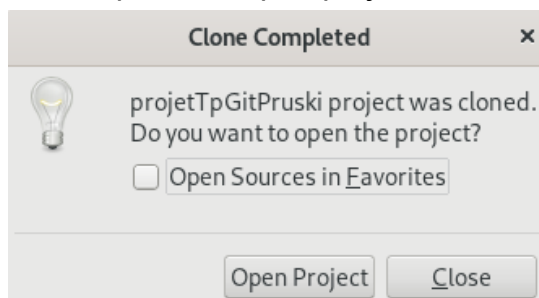 Clone Completed ×
projetTpGitPruski project was cloned.
Do you want to open the project?
Open Sources in Favorites
Open Project Close